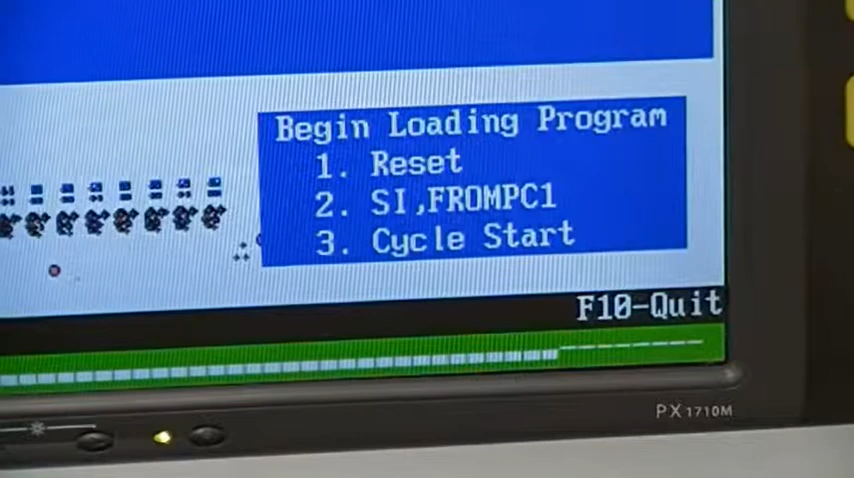 Begin Loading Program
1. Reset
2. SI,FROMPC1
3. Cycle Start
F10-Quit
PX1710M